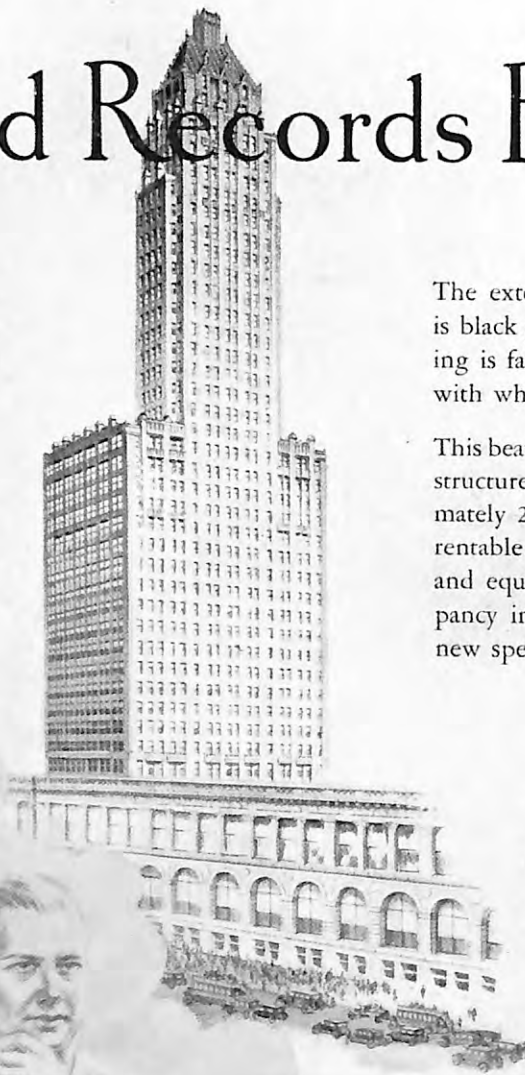 d Records
The exte
is black
ing is fa
with wh
This bea
structure
mately 2
rentable
and equ
pancy in
new spe